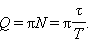 Q = πN = π τ/T.